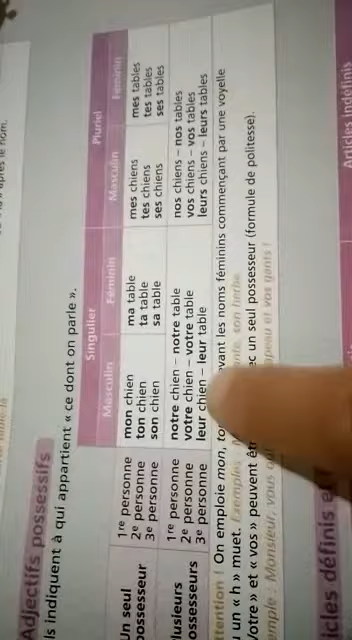 après le nom.
Adjectifs possessifs
Ils indiquent à qui appartient « ce dont on parle ».
Singulier Pluriel
Masculin Féminin Masculin Féminin
Un seul possesseur
1re personne mon chien ma table mes chiens mes tables
2e personne ton chien ta table tes chiens tes tables
3e personne son chien sa table ses chiens ses tables
Plusieurs possesseurs
1re personne notre chien – notre table nos chiens – nos tables
2e personne votre chien – votre table vos chiens – vos tables
3e personne leur chien – leur table leurs chiens – leurs tables
Attention ! On emploie mon, devant les noms féminins commençant par une voyelle
un « h » muet. Exemples son herbe.
Votre » et « vos » peuvent avec un seul possesseur (formule de politesse).
Exemple : Monsieur, vous et vos gants !
Articles définis
Articles indéfinis